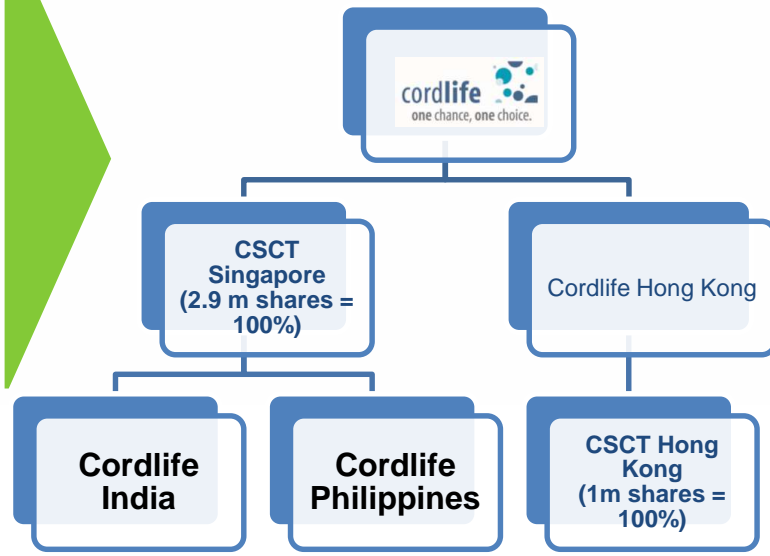 cordlife
one chance, one choice.
CSCT
Singapore
(2.9 m shares =
100%)
Cordlife Hong Kong
Cordlife
India
Cordlife
Philippines
CSCT Hong
Kong
(1m shares =
100%)